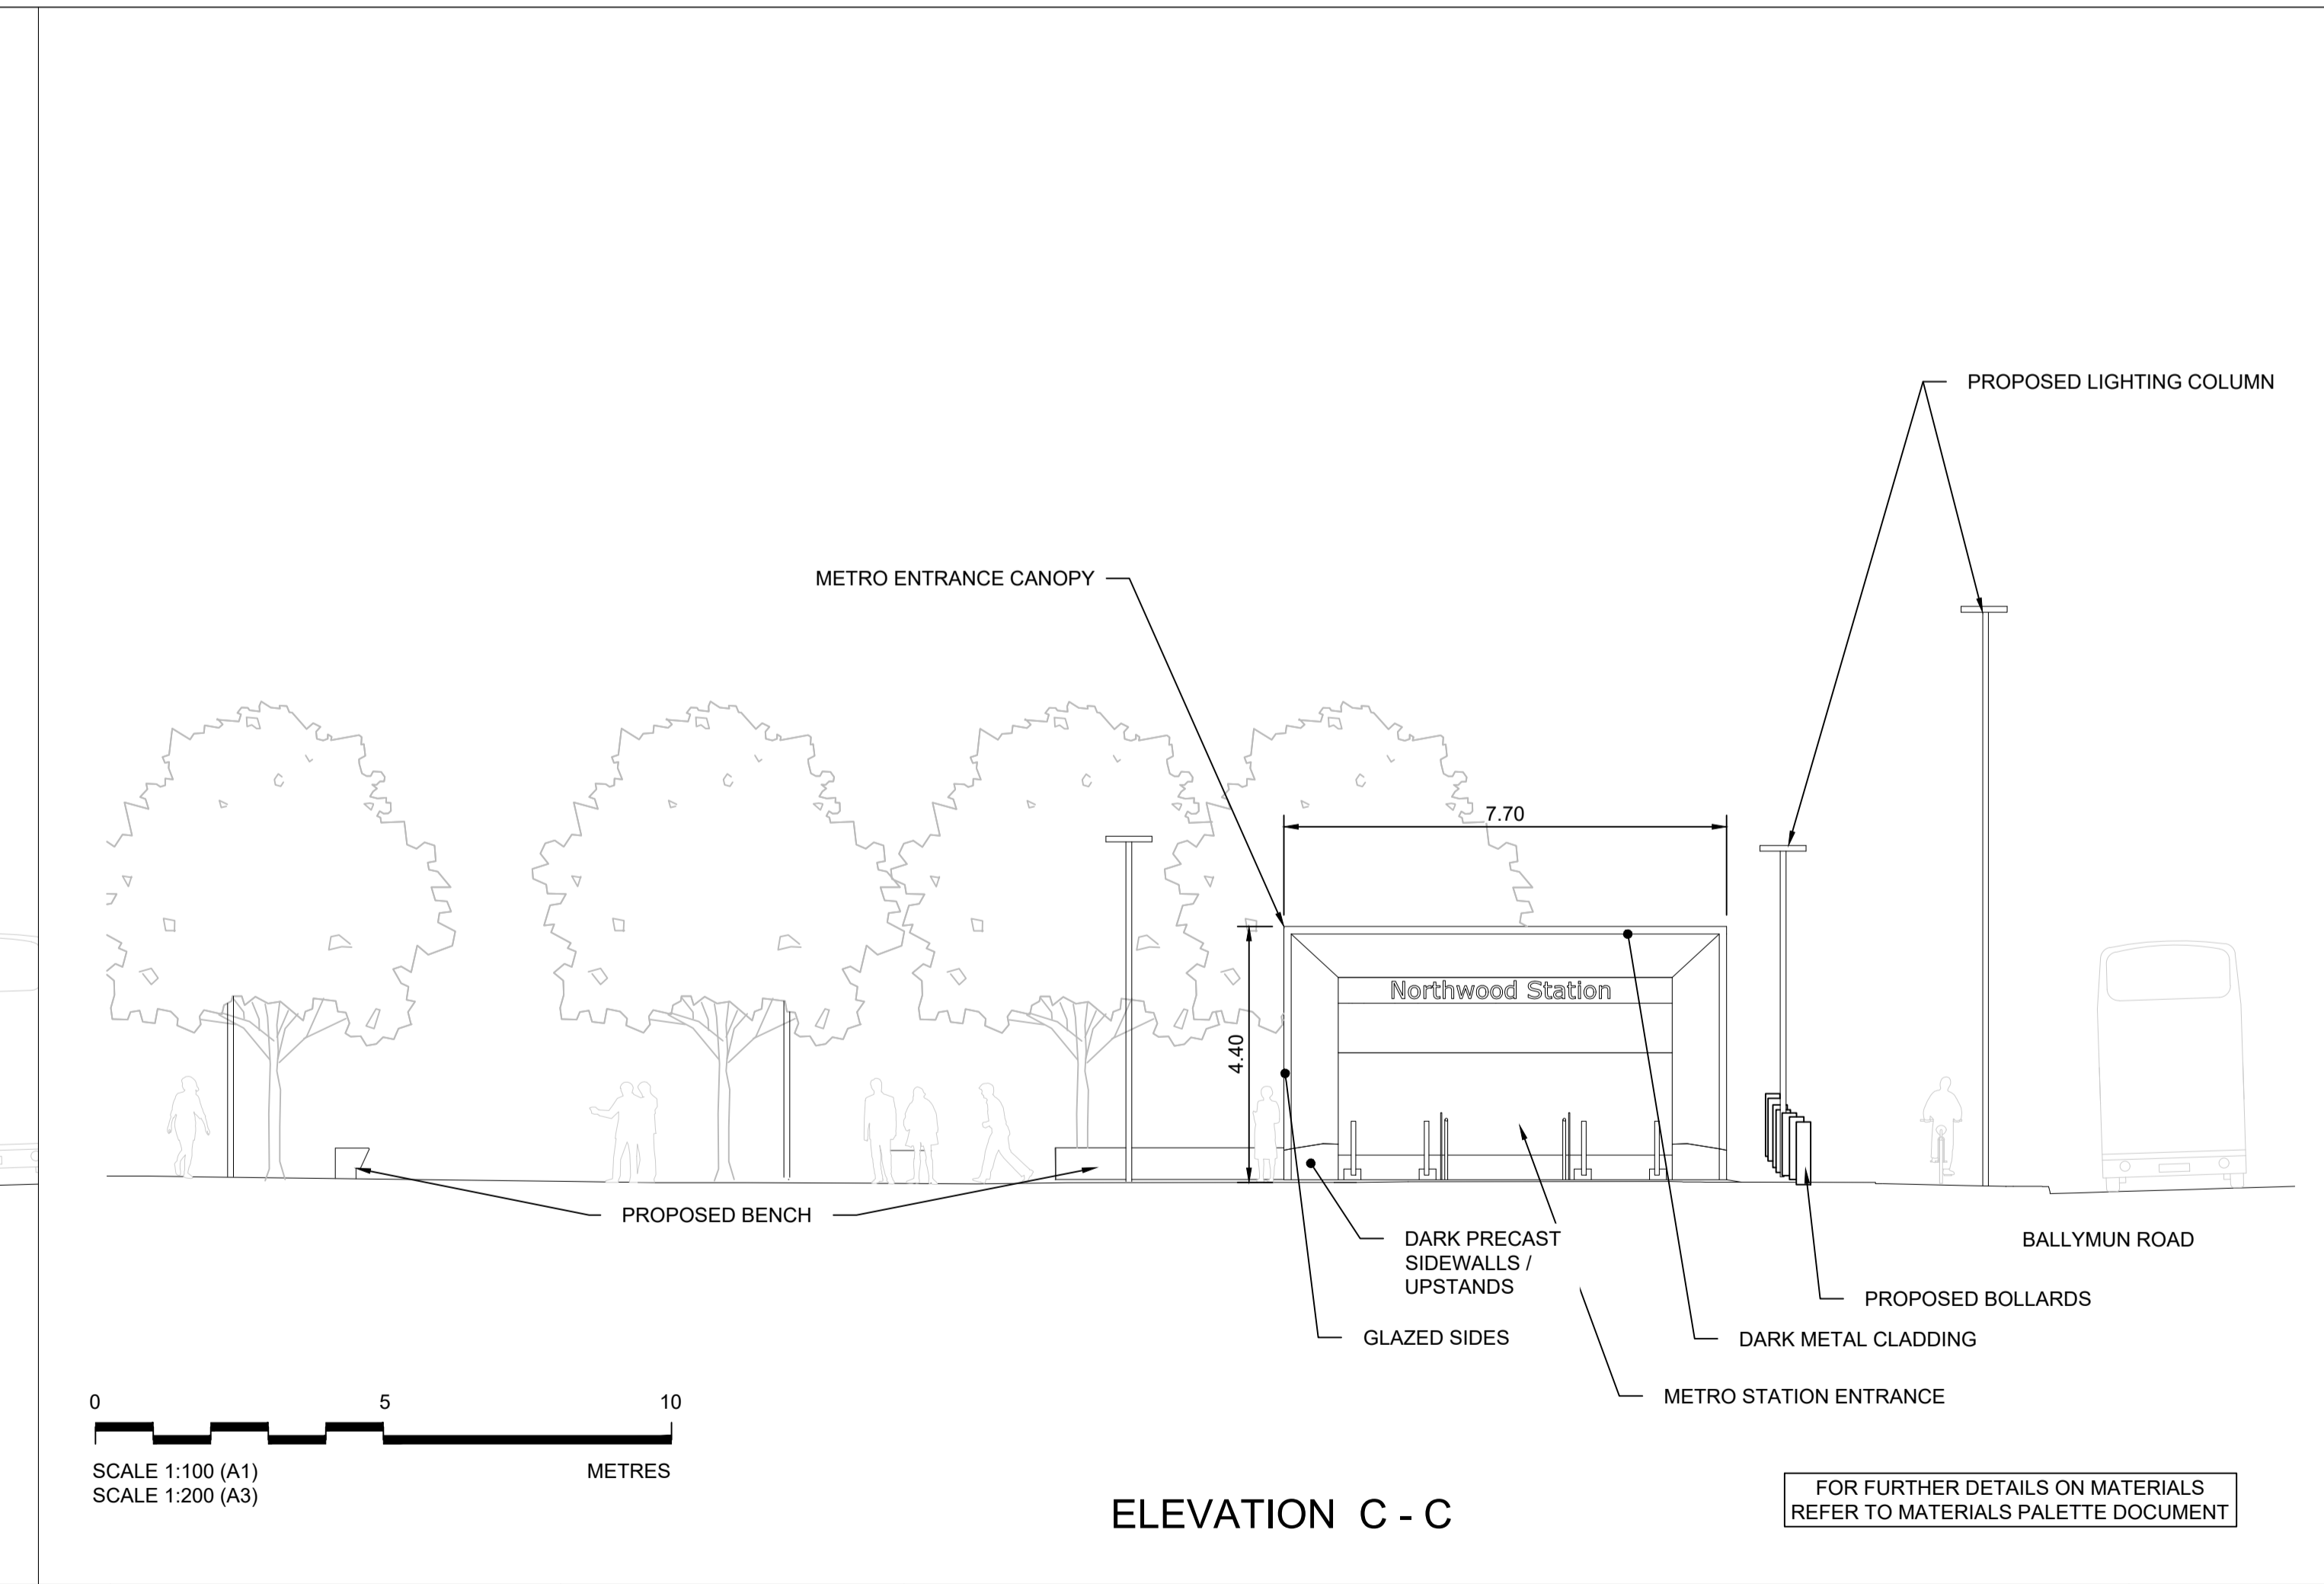 PROPOSED LIGHTING COLUMN
METRO ENTRANCE CANOPY
7.70
Northwood Station
4.40
PROPOSED BENCH
DARK PRECAST
SIDEWALLS /
UPSTANDS
BALLYMUN ROAD
PROPOSED BOLLARDS
GLAZED SIDES
DARK METAL CLADDING
METRO STATION ENTRANCE
0 5 10
SCALE 1:100 (A1) METRES
SCALE 1:200 (A3)
ELEVATION C - C
FOR FURTHER DETAILS ON MATERIALS
REFER TO MATERIALS PALETTE DOCUMENT